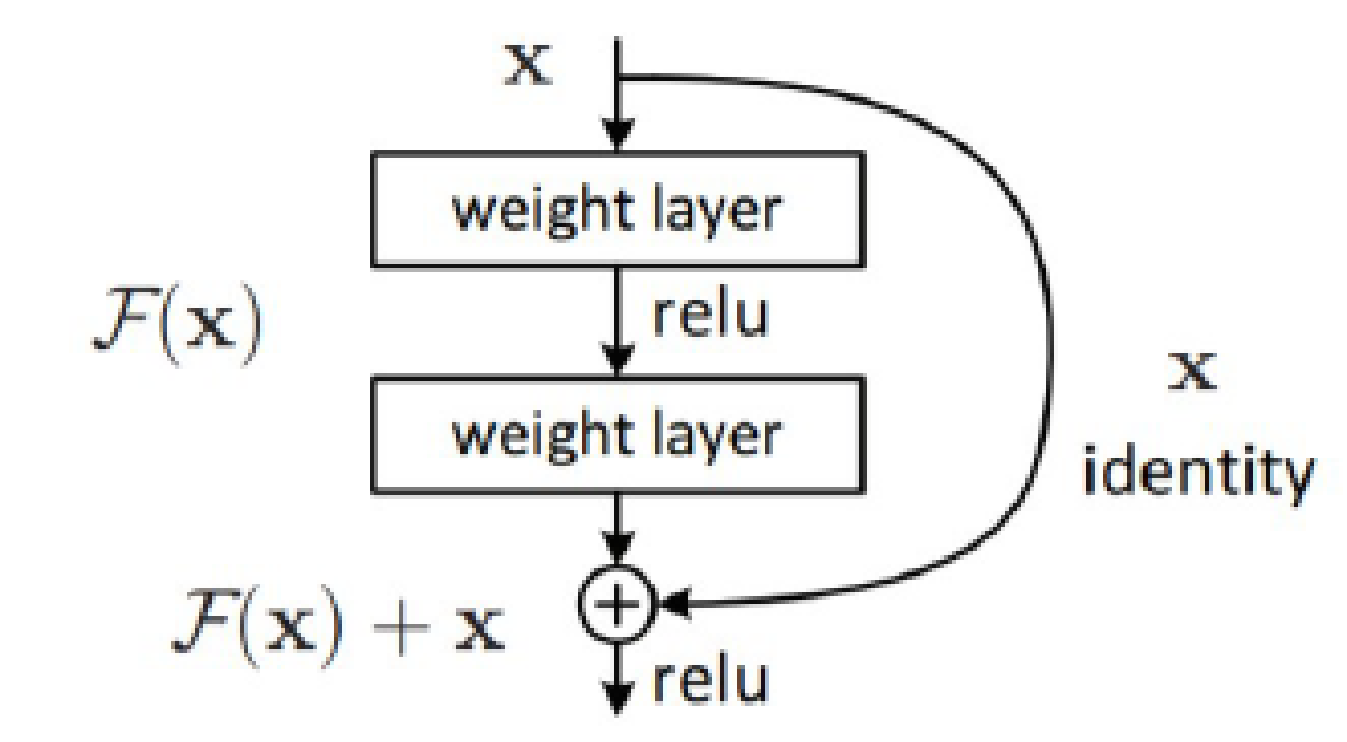 x
weight layer
F(x)
relu
x
weight layer
identity
F(x) + x
+
relu